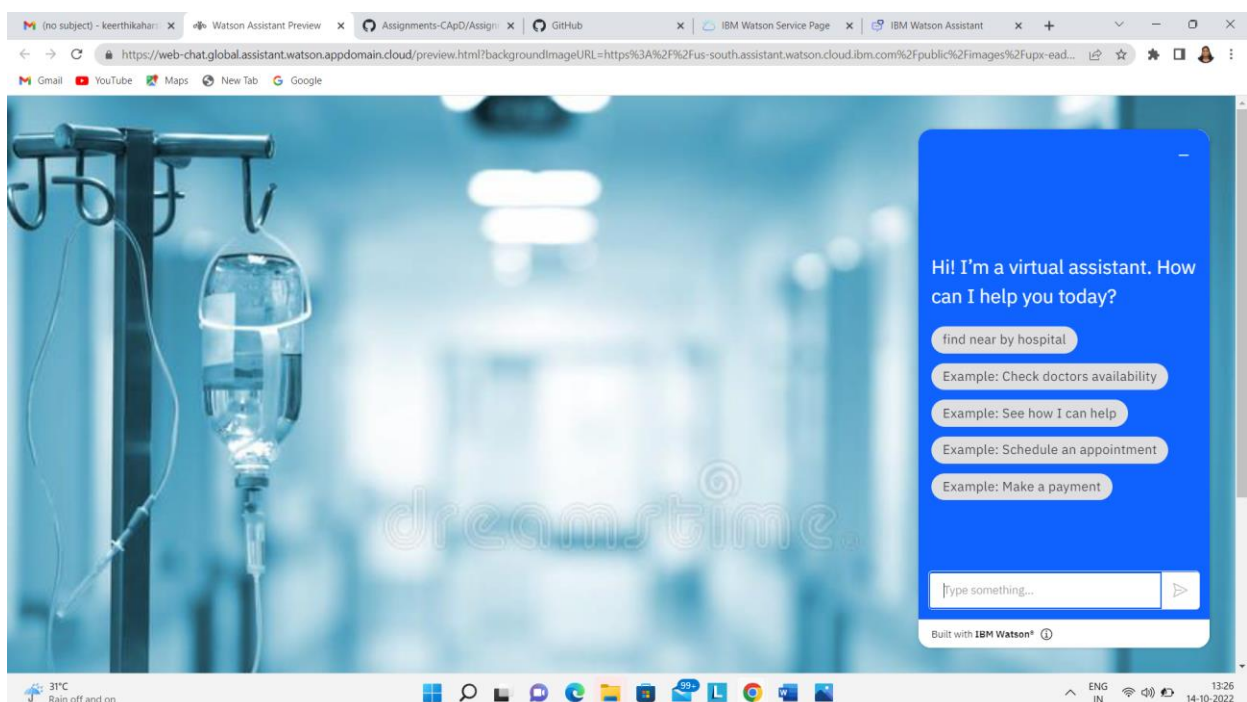 (no subject) - keerthikahari
Watson Assistant Preview
Assignments-CApD/Assign
GitHub
IBM Watson Service Page
IBM Watson Assistant
https://web-chat.global.assistant.watson.appdomain.cloud/preview.html?backgroundImageURL=https%3A%2F%2Fus-south.assistant.watson.cloud.ibm.com%2Fpublic%2Fimages%2Fupx-ead...
Gmail
YouTube
Maps
New Tab
Google
Hi! I'm a virtual assistant. How
can I help you today?
find near by hospital
Example: Check doctors availability
Example: See how I can help
Example: Schedule an appointment
Example: Make a payment
dreamstime
Type something...
Built with IBM Watson®
31°C
Rain off and on
99+
L
ENG
IN
13:26
14-10-2022